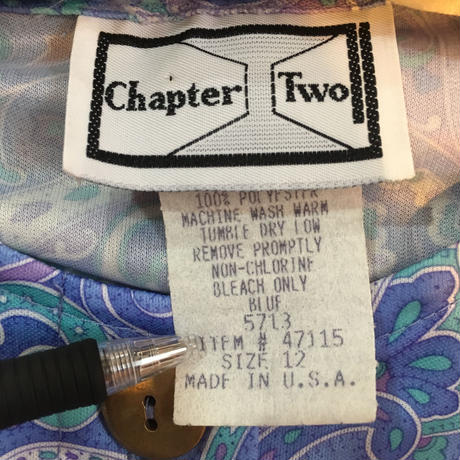 Chapter Two
100% POLYESTER
MACHINE WASH WARM
TUMBLE DRY LOW
REMOVE PROMPTLY
NON-CHLORINE
BLEACH ONLY
BLUE
5713
ITEM # 47115
SIZE 12
MADE IN U.S.A.